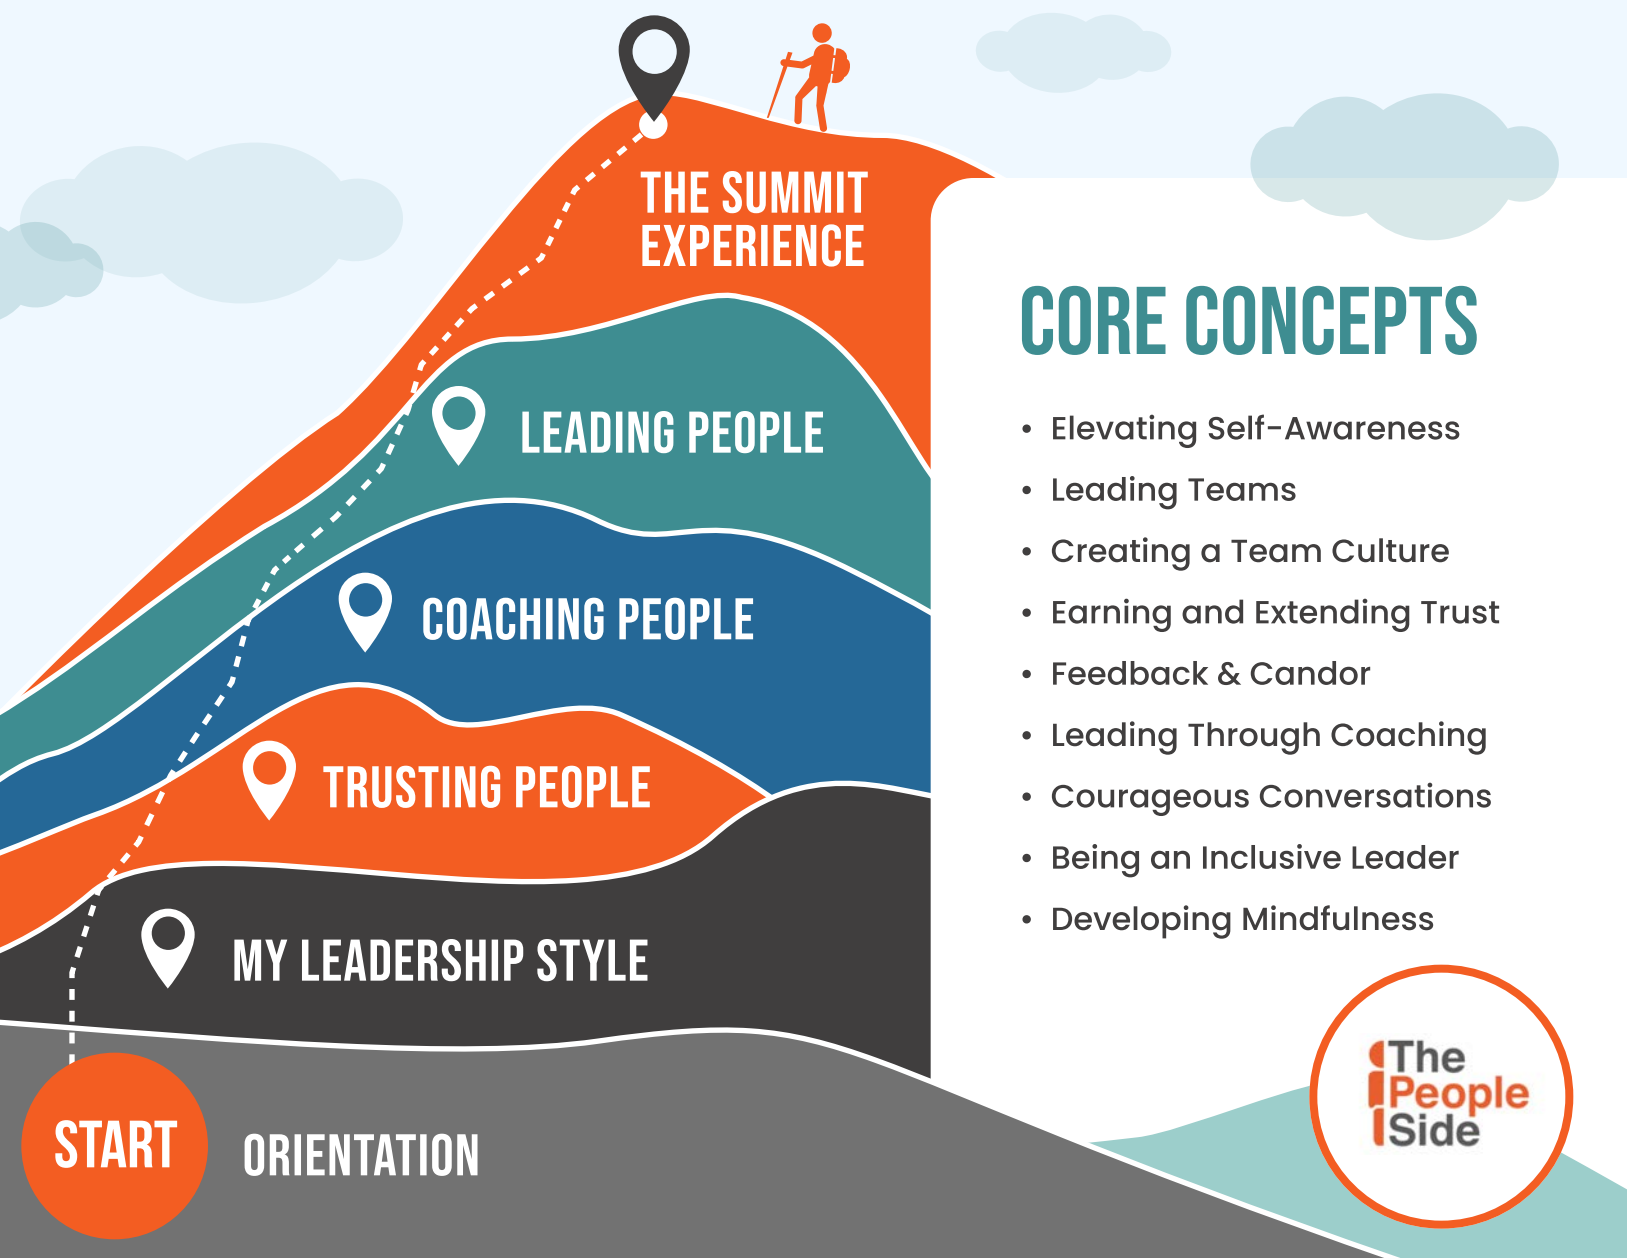 THE SUMMIT
EXPERIENCE
LEADING PEOPLE
COACHING PEOPLE
TRUSTING PEOPLE
MY LEADERSHIP STYLE
START
ORIENTATION
CORE CONCEPTS
• Elevating Self-Awareness
• Leading Teams
• Creating a Team Culture
• Earning and Extending Trust
• Feedback & Candor
• Leading Through Coaching
• Courageous Conversations
• Being an Inclusive Leader
• Developing Mindfulness
The
People
Side